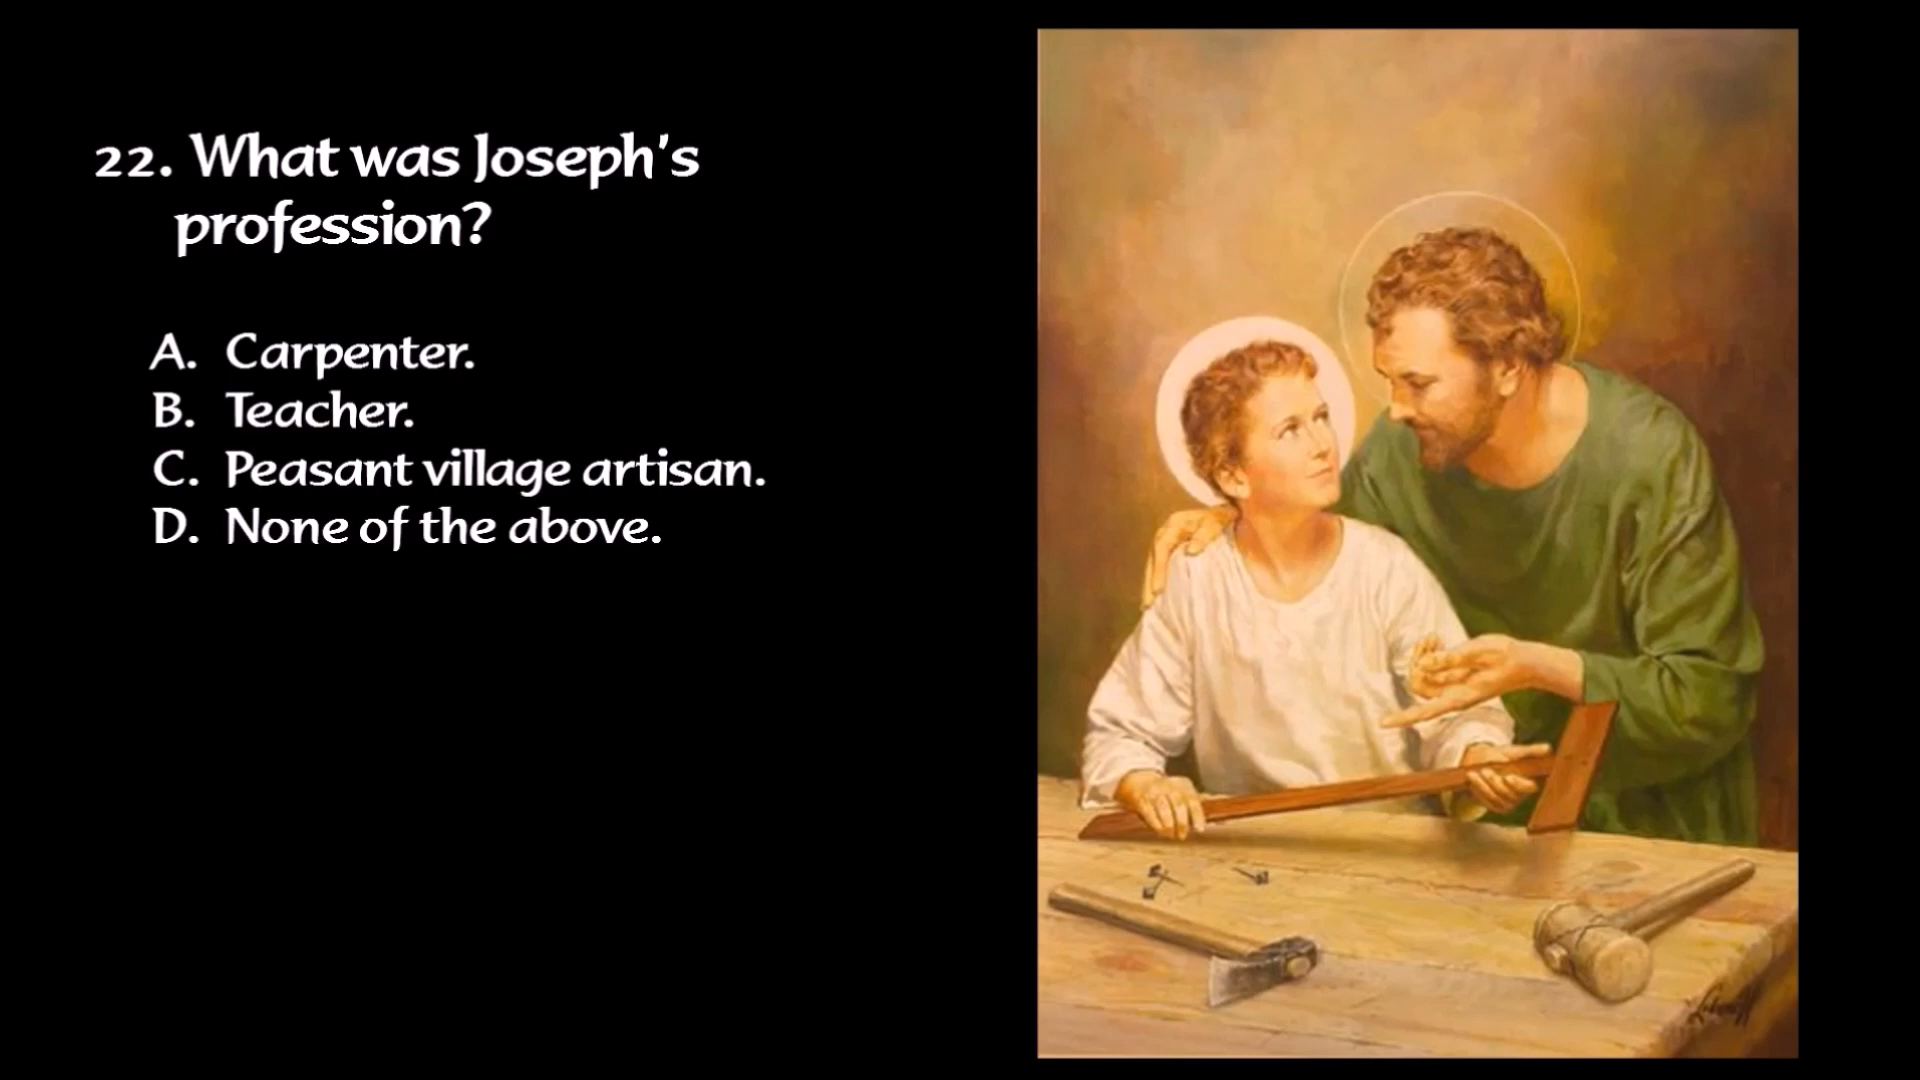 22. What was Joseph's
profession?
A. Carpenter.
B. Teacher.
C. Peasant village artisan.
D. None of the above.